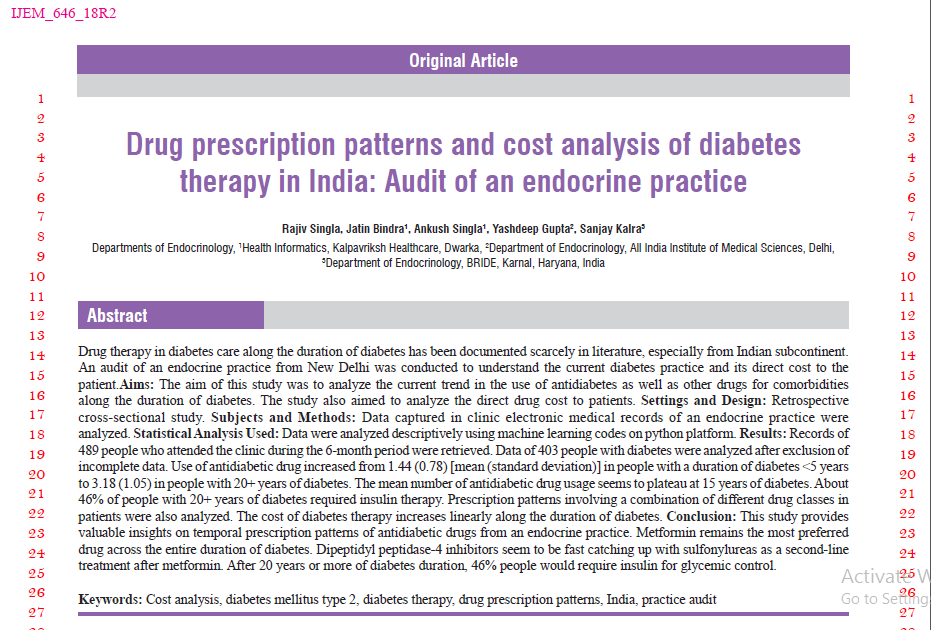 IJEM_646_18R2
Original Article
1 1
2 2
3 3
Drug prescription patterns and cost analysis of diabetes
4 4
5 5
therapy in India: Audit of an endocrine practice
6 6
7 7
Rajiv Singla, Jatin Bindra¹, Ankush Singla¹, Yashdeep Gupta², Sanjay Kalra³
8 8
Departments of Endocrinology, ¹Health Informatics, Kalpavriksh Healthcare, Dwarka, ²Department of Endocrinology, All India Institute of Medical Sciences, Delhi,
9 9
³Department of Endocrinology, BRIDE, Karnal, Haryana, India
10 10
11 11
12 Abstract 12
13 13
Drug therapy in diabetes care along the duration of diabetes has been documented scarcely in literature, especially from Indian subcontinent.
14 14
An audit of an endocrine practice from New Delhi was conducted to understand the current diabetes practice and its direct cost to the
15 15
patient.Aims: The aim of this study was to analyze the current trend in the use of antidiabetes as well as other drugs for comorbidities
16 16
along the duration of diabetes. The study also aimed to analyze the direct drug cost to patients. Settings and Design: Retrospective
17 17
cross-sectional study. Subjects and Methods: Data captured in clinic electronic medical records of an endocrine practice were
18 18
analyzed. Statistical Analysis Used: Data were analyzed descriptively using machine learning codes on python platform. Results: Records of
19 19
489 people who attended the clinic during the 6-month period were retrieved. Data of 403 people with diabetes were analyzed after exclusion of
20 20
incomplete data. Use of antidiabetic drug increased from 1.44 (0.78) [mean (standard deviation)] in people with a duration of diabetes <5 years
to 3.18 (1.05) in people with 20+ years of diabetes. The mean number of antidiabetic drug usage seems to plateau at 15 years of diabetes. About
21 21
46% of people with 20+ years of diabetes required insulin therapy. Prescription patterns involving a combination of different drug classes in
22 22
patients were also analyzed. The cost of diabetes therapy increases linearly along the duration of diabetes. Conclusion: This study provides
23 23
valuable insights on temporal prescription patterns of antidiabetic drugs from an endocrine practice. Metformin remains the most preferred
24 24
drug across the entire duration of diabetes. Dipeptidyl peptidase-4 inhibitors seem to be fast catching up with sulfonylureas as a second-line
25 25
treatment after metformin. After 20 years or more of diabetes duration, 46% people would require insulin for glycemic control.
Activate W
26 26
Keywords: Cost analysis, diabetes mellitus type 2, diabetes therapy, drug prescription patterns, India, practice audit
Go to Setting
27 27